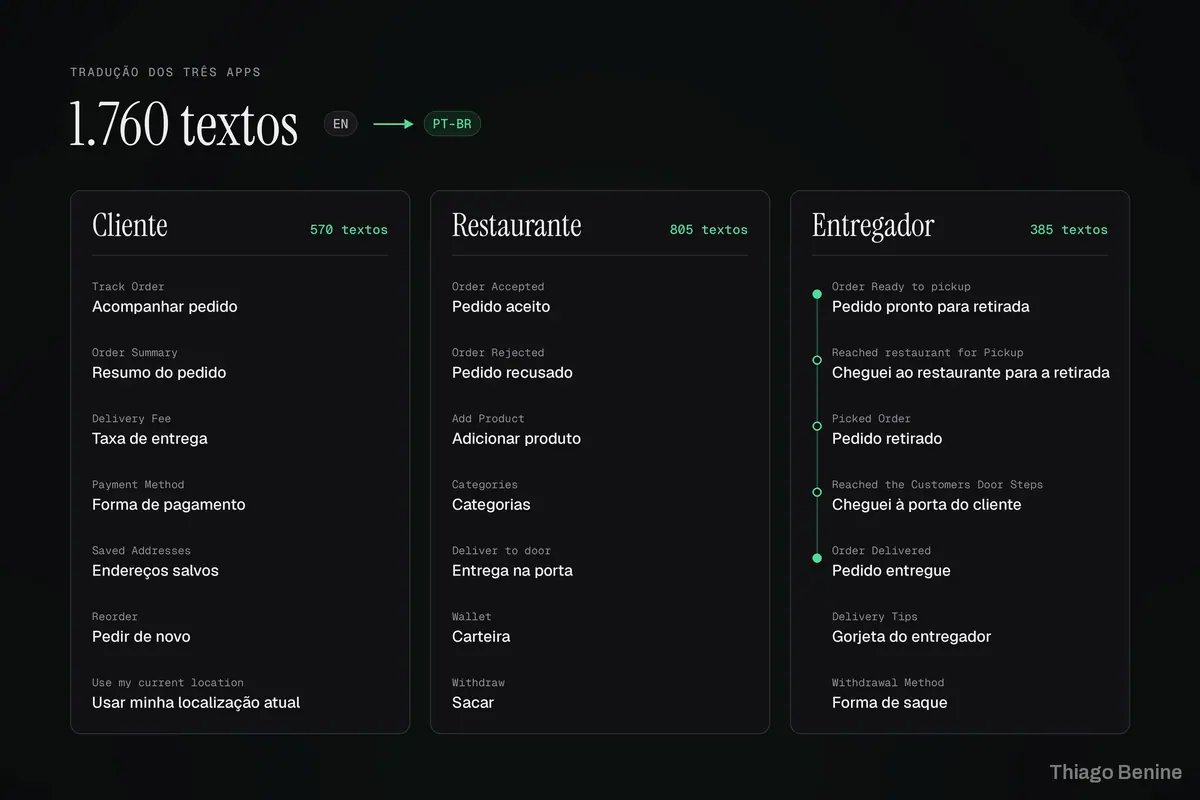 TRADUÇÃO DOS TRÊS APPS
1.760 textos
EN
PT-BR
Cliente
570 textos
Track Order
Acompanhar pedido
Order Summary
Resumo do pedido
Delivery Fee
Taxa de entrega
Payment Method
Forma de pagamento
Saved Addresses
Endereços salvos
Reorder
Pedir de novo
Use my current location
Usar minha localização atual
Restaurante
805 textos
Order Accepted
Pedido aceito
Order Rejected
Pedido recusado
Add Product
Adicionar produto
Categories
Categorias
Deliver to door
Entrega na porta
Wallet
Carteira
Withdraw
Sacar
Entregador
385 textos
Order Ready to pickup
Pedido pronto para retirada
Reached restaurant for Pickup
Cheguei ao restaurante para a retirada
Picked Order
Pedido retirado
Reached the Customers Door Steps
Cheguei à porta do cliente
Order Delivered
Pedido entregue
Delivery Tips
Gorjeta do entregador
Withdrawal Method
Forma de saque
Thiago Benine